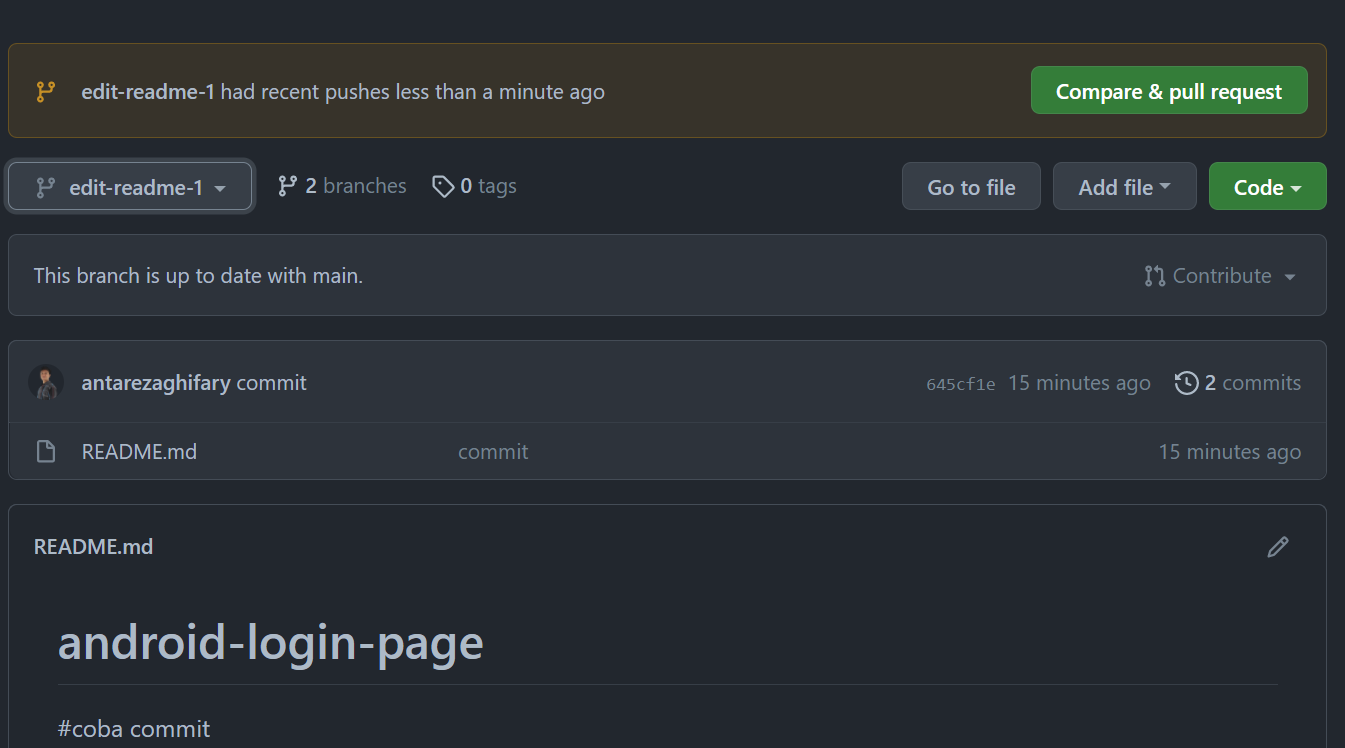 edit-readme-1 had recent pushes less than a minute ago
Compare & pull request
edit-readme-1
2 branches
0 tags
Go to file
Add file
Code
This branch is up to date with main.
Contribute
antarezaghifary commit
645cf1e 15 minutes ago
2 commits
README.md
commit
15 minutes ago
README.md
android-login-page
#coba commit